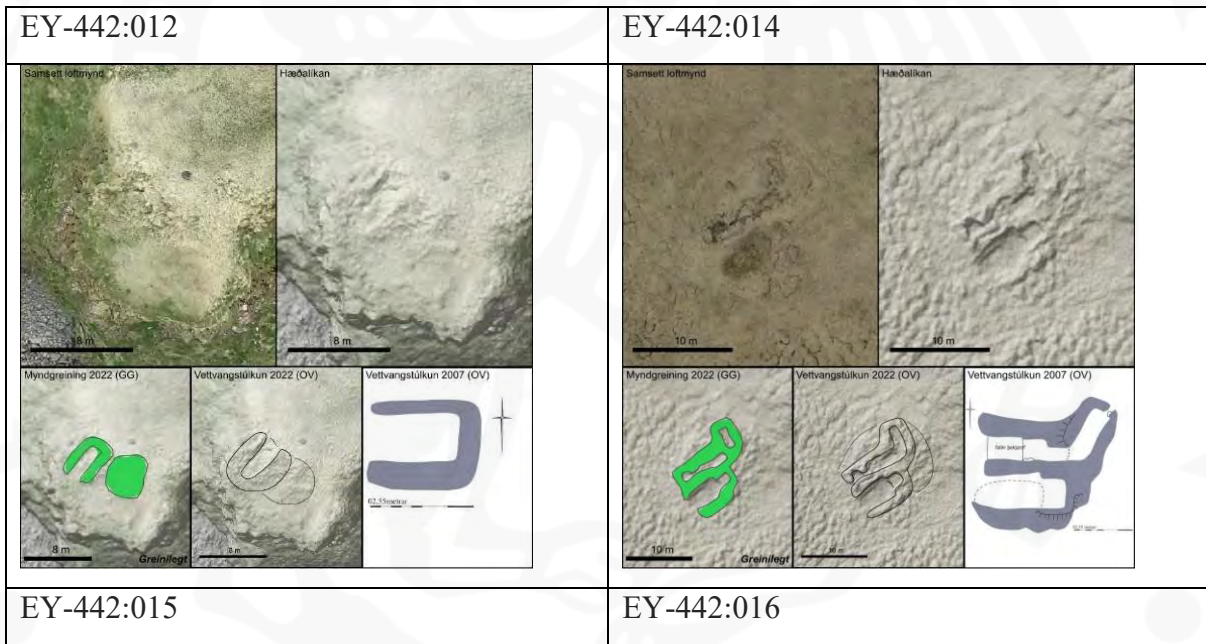 EY-442:012
EY-442:014
Samsett loftmynd
Hæðalíkan
8 m
8 m
Myndgreining 2022 (GG)
Vettvangstúlkun 2022 (OV)
Vettvangstúlkun 2007 (OV)
8 m
Greinilegt
8 m
02,55metrar
Samsett loftmynd
Hæðalíkan
10 m
10 m
Myndgreining 2022 (GG)
Vettvangstúlkun 2022 (OV)
Vettvangstúlkun 2007 (OV)
10 m
Greinilegt
10 m
EY-442:015
EY-442:016